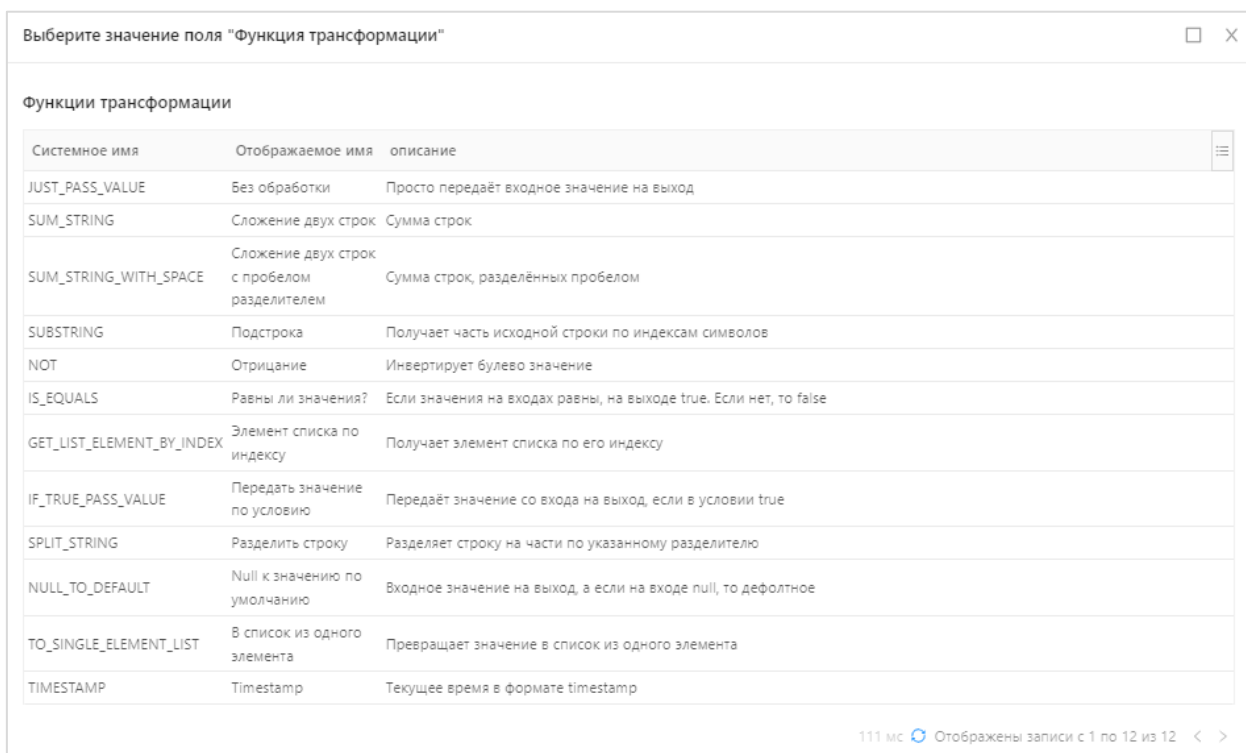 Выберите значение поля "Функция трансформации"
Функции трансформации
Системное имя Отображаемое имя описание
JUST_PASS_VALUE Без обработки Просто передаёт входное значение на выход
SUM_STRING Сложение двух строк Сумма строк
Сложение двух строк
SUM_STRING_WITH_SPACE с пробелом Сумма строк, разделённых пробелом
разделителем
SUBSTRING Подстрока Получает часть исходной строки по индексам символов
NOT Отрицание Инвертирует булево значение
IS_EQUALS Равны ли значения? Если значения на входах равны, на выходе true. Если нет, то false
GET_LIST_ELEMENT_BY_INDEX Элемент списка по Получает элемент списка по его индексу
индексу
IF_TRUE_PASS_VALUE Передать значение Передаёт значение со входа на выход, если в условии true
по условию
SPLIT_STRING Разделить строку Разделяет строку на части по указанному разделителю
NULL_TO_DEFAULT Null к значению по Входное значение на выход, а если на входе null, то дефолтное
умолчанию
TO_SINGLE_ELEMENT_LIST В список из одного Превращает значение в список из одного элемента
элемента
TIMESTAMP Timestamp Текущее время в формате timestamp
111 мс Отображены записи с 1 по 12 из 12